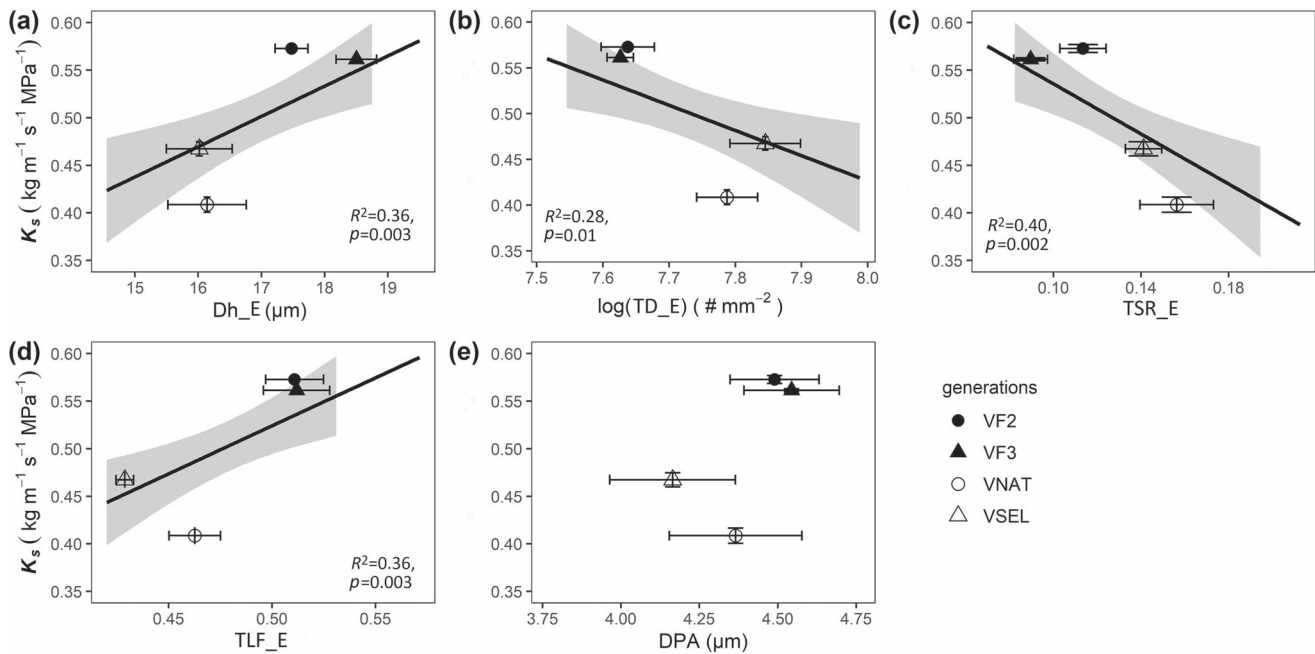 (a)
0.60
0.55
0.50
0.45
0.40
0.35
Ks ( kg m−1 s−1 MPa−1)
R2=0.36,
p=0.003
15 16 17 18 19
Dh_E (µm)
(b)
0.60
0.55
0.50
0.45
0.40
0.35
R2=0.28,
p=0.01
7.5 7.6 7.7 7.8 7.9 8.0
log(TD_E) ( # mm−2)
(c)
0.60
0.55
0.50
0.45
0.40
0.35
R2=0.40,
p=0.002
0.10 0.14 0.18
TSR_E
(d)
0.60
0.55
0.50
0.45
0.40
0.35
Ks ( kg m−1 s−1 MPa−1)
R2=0.36,
p=0.003
0.45 0.50 0.55
TLF_E
(e)
0.60
0.55
0.50
0.45
0.40
0.35
3.75 4.00 4.25 4.50 4.75
DPA (µm)
generations
VF2
VF3
VNAT
VSEL